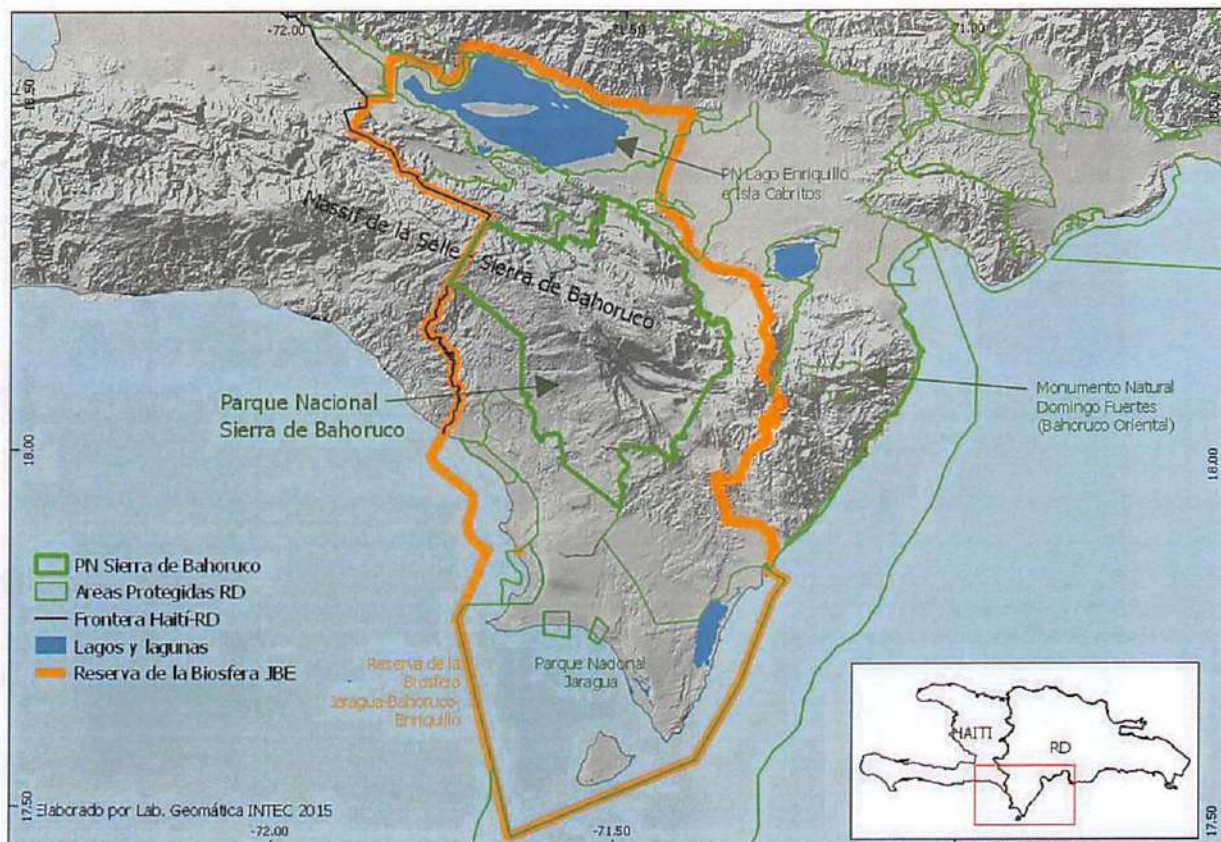 -72.00
-71.50
-71.00
18.50
18.50
PN Lago Enriquillo
e Isla Cabritos
Massif de la Selle - Sierra de Bahoruco
Parque Nacional
Sierra de Bahoruco
Monumento Natural
Domingo Fuertes
(Bahoruco Oriental)
18.00
18.00
PN Sierra de Bahoruco
Areas Protegidas RD
Frontera Haití-RD
Lagos y lagunas
Reserva de la Biosfera JBE
Reserva de la
Biosfera
Jaragua-Bahoruco-
Enriquillo
Parque Nacional
Jaragua
HAITI
RD
17.50
17.50
Elaborado por Lab. Geomática INTEC 2015
-72.00
-71.50